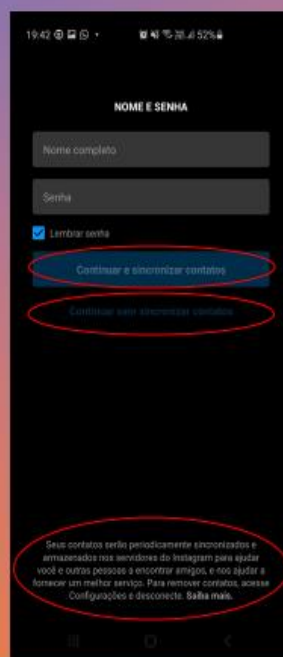 19:42
52%
NOME E SENHA
Nome completo
Senha
Lembrar senha
Continuar e sincronizar contatos
Continuar sem sincronizar contatos
Seus contatos serão periodicamente sincronizados e
armazenados nos servidores do Instagram para ajudar
você e outras pessoas a encontrar amigos, e nos ajudar a
fornecer um melhor serviço. Para remover contatos, acesse
Configurações e desconecte. Saiba mais.